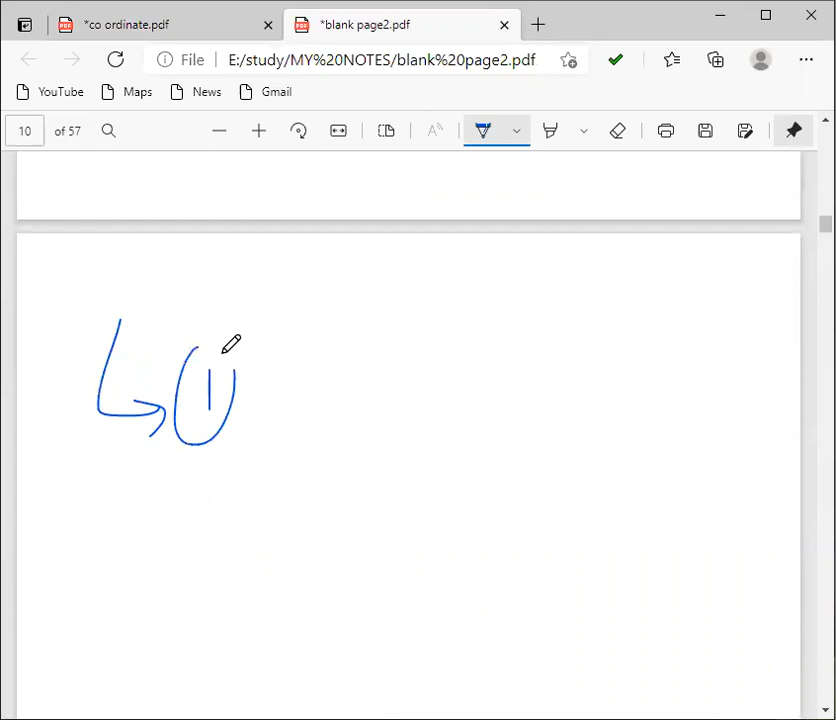 *co ordinate.pdf
*blank page2.pdf
File E:/study/MY%20NOTES/blank%20page2.pdf
YouTube Maps News Gmail
10 of 57
1